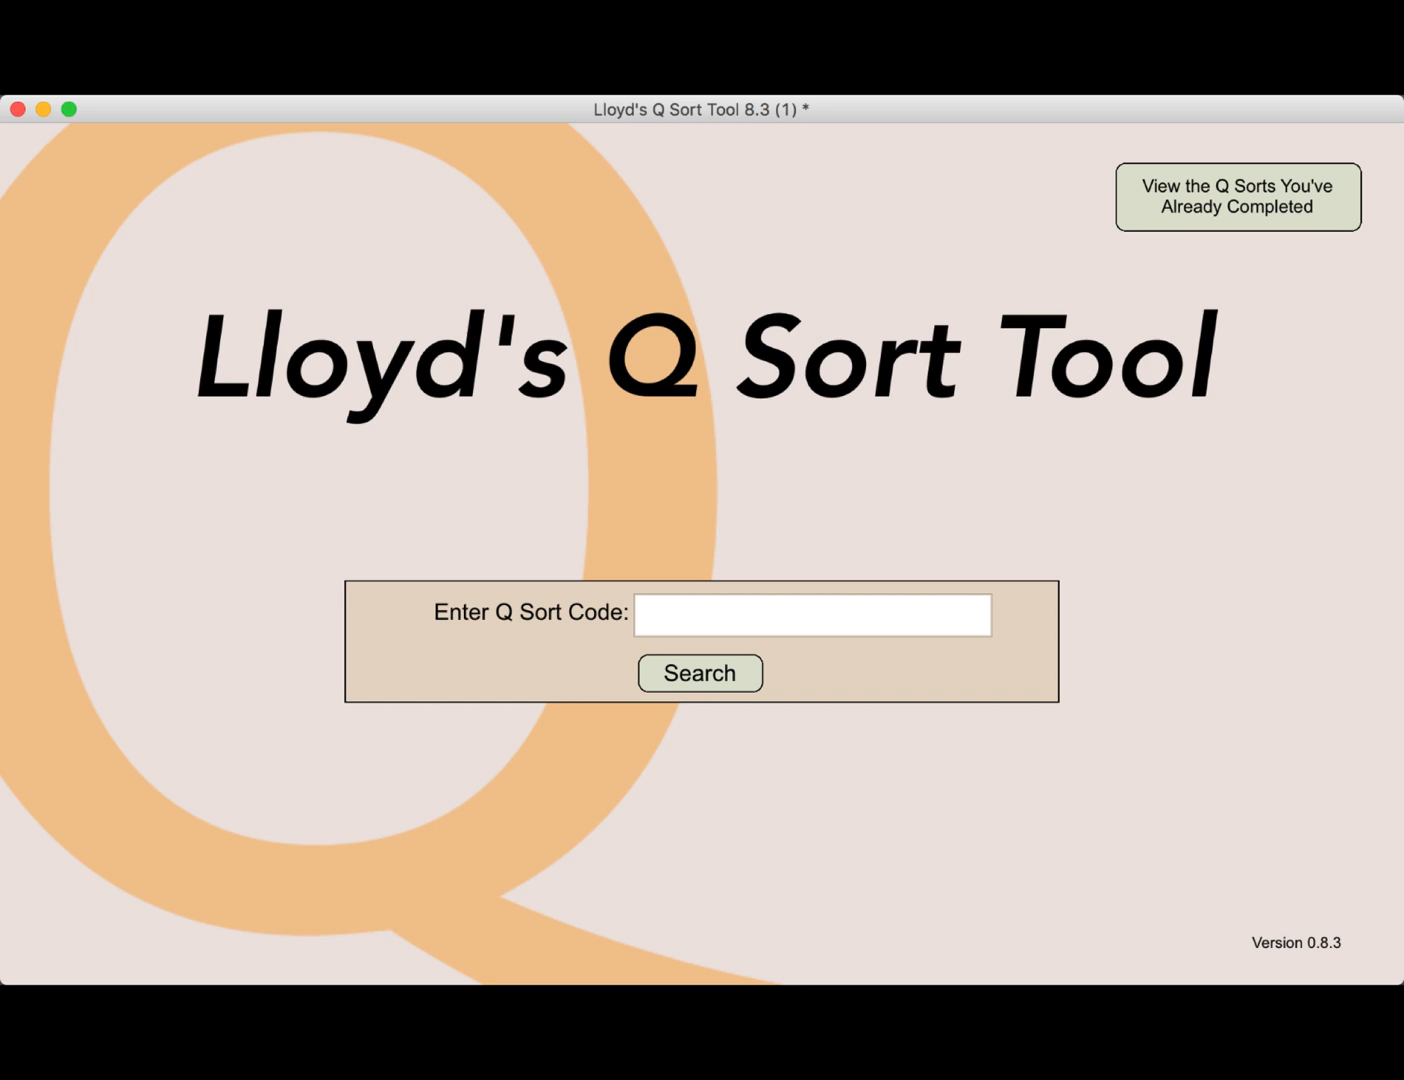 Lloyd's Q Sort Tool 8.3 (1) *
View the Q Sorts You've
Already Completed
Lloyd's Q Sort Tool
Enter Q Sort Code:
Search
Version 0.8.3